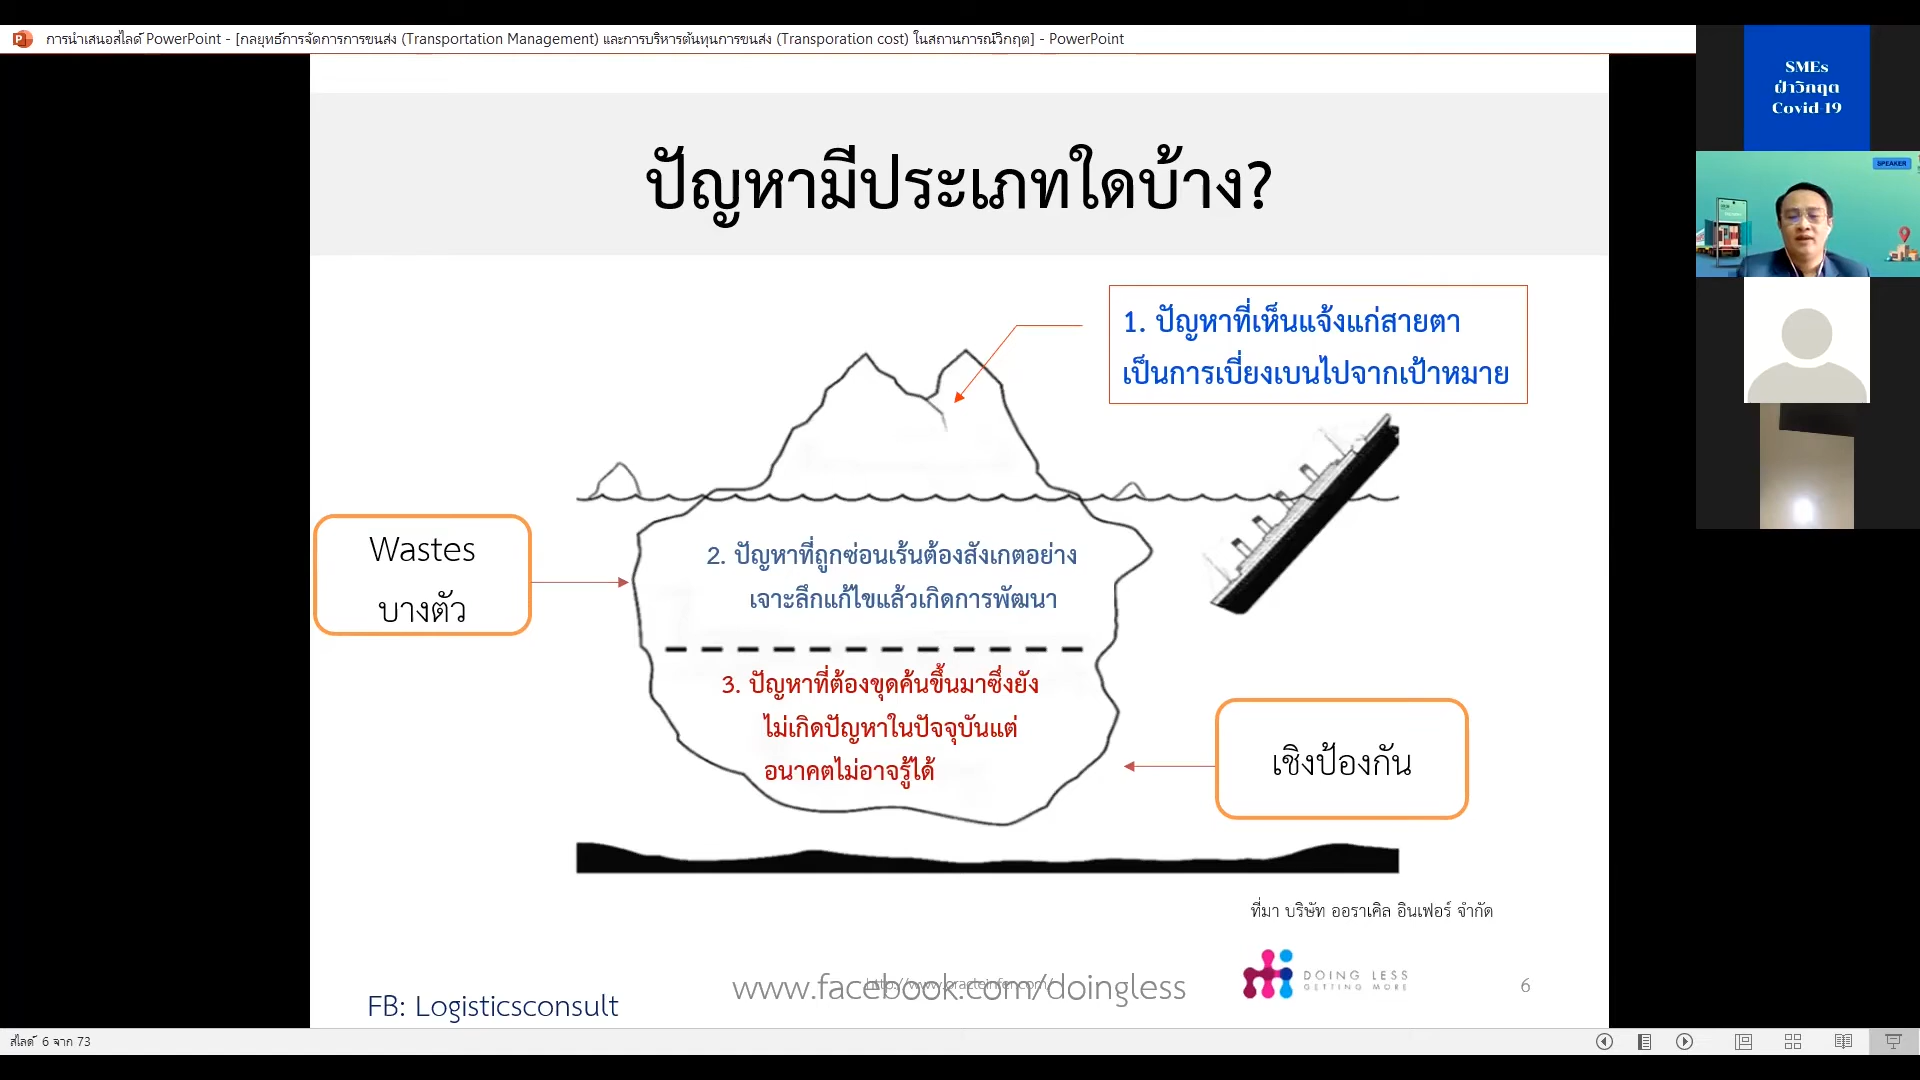 การนำเสนอสไลด์ PowerPoint - [กลยุทธ์การจัดการการขนส่ง (Transportation Management) และการบริหารต้นทุนการขนส่ง (Transporation cost) ในสถานการณ์วิกฤต] - PowerPoint
SMEs
ฝ่าวิกฤต
Covid-19
SPEAKER
ปัญหามีประเภทใดบ้าง?
1. ปัญหาที่เห็นแจ้งแก่สายตา
เป็นการเบี่ยงเบนไปจากเป้าหมาย
Wastes
บางตัว
2. ปัญหาที่ถูกซ่อนเร้นต้องสังเกตอย่าง
เจาะลึกแก้ไขแล้วเกิดการพัฒนา
3. ปัญหาที่ต้องขุดค้นขึ้นมาซึ่งยัง
ไม่เกิดปัญหาในปัจจุบันแต่
อนาคตไม่อาจรู้ได้
เชิงป้องกัน
ที่มา บริษัท ออราเคิล อินเฟอร์ จำกัด
DOING LESS
GETTING MORE
www.facebook.com/doingless
6
FB: Logisticsconsult
สไลด์ 6 จาก 73